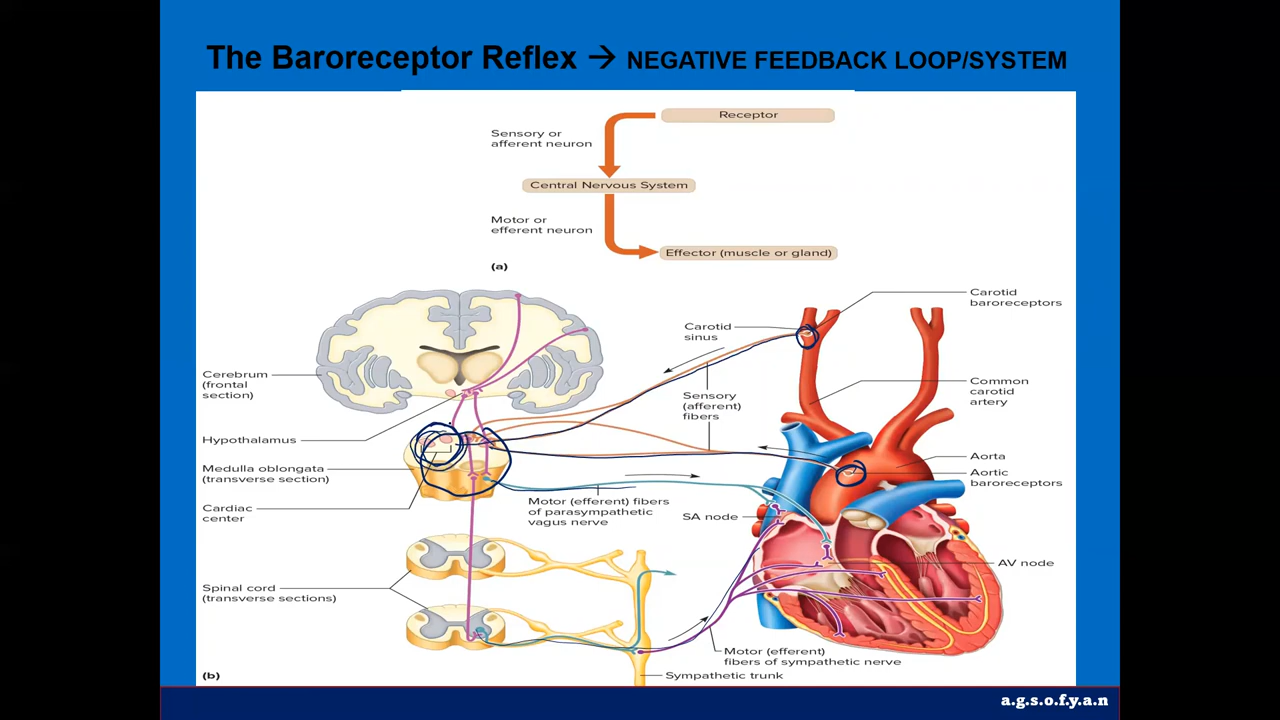 The Baroreceptor Reflex → NEGATIVE FEEDBACK LOOP/SYSTEM
Receptor
Sensory or
afferent neuron
Central Nervous System
Motor or
efferent neuron
Effector (muscle or gland)
(a)
Carotid
baroreceptors
Carotid
sinus
Cerebrum
(frontal
section)
Sensory
(afferent)
fibers
Common
carotid
artery
Hypothalamus
Medulla oblongata
(transverse section)
Aorta
Aortic
baroreceptors
Cardiac
center
Motor (efferent) fibers
of parasympathetic
vagus nerve
SA node
AV node
Spinal cord
(transverse sections)
Motor (efferent)
fibers of sympathetic nerve
(b)
Sympathetic trunk
a.g.s.o.f.y.a.n